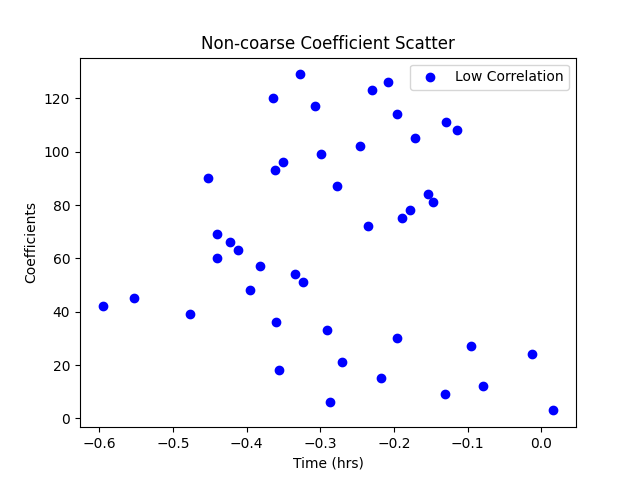 Non-coarse Coefficient Scatter
Low Correlation
120
100
80
60
40
20
0
Coefficients
−0.6 −0.5 −0.4 −0.3 −0.2 −0.1 0.0
Time (hrs)